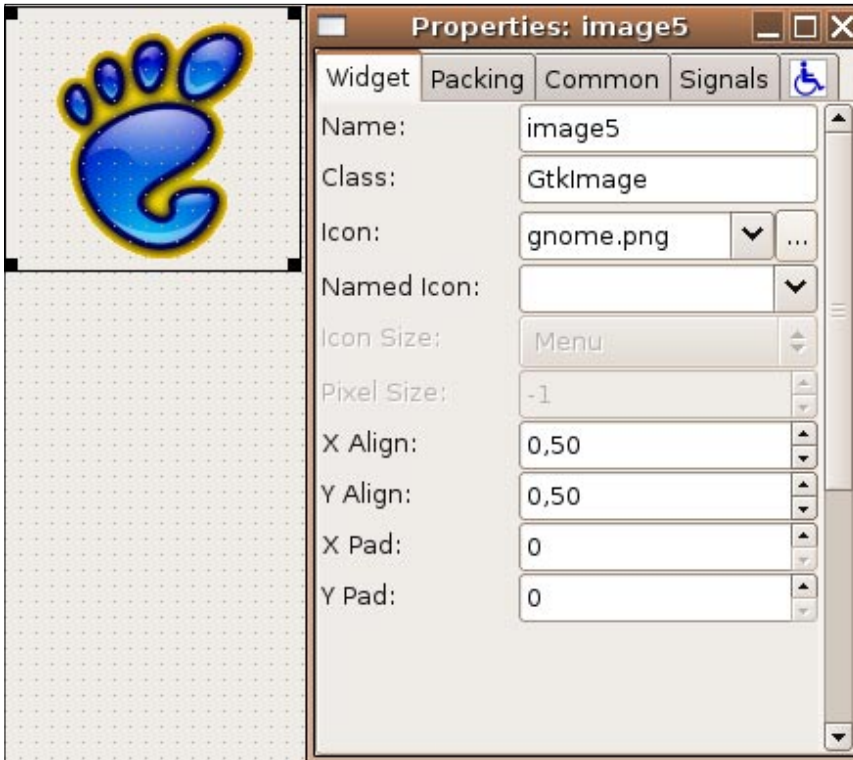 Properties: image5
Widget Packing Common Signals
Name: image5
Class: GtkImage
Icon: gnome.png ...
Named Icon:
Icon Size: Menu
Pixel Size: -1
X Align: 0,50
Y Align: 0,50
X Pad: 0
Y Pad: 0